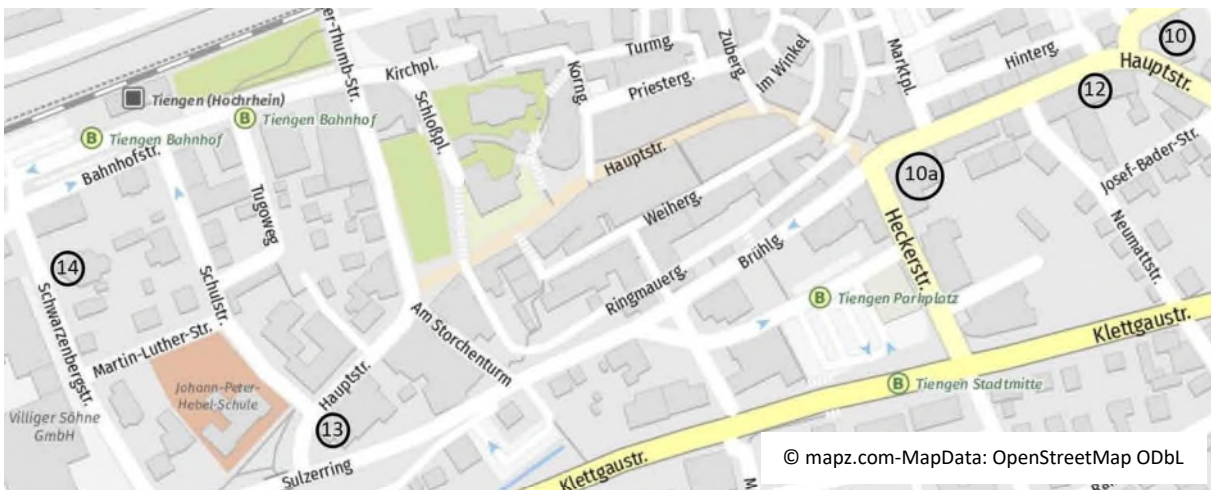 er-Thumb-Str.
Turmg.
Zuberg.
Im Winkel
Marktpl.
Hinterg.
10
Hauptstr.
Kirchpl.
Korng.
Priesterg.
12
Tiengen (Hochrhein)
B Tiengen Bahnhof
B Tiengen Bahnhof
Schloßpl.
Bahnhofstr.
Hauptstr.
10a
Josef-Bader-Str.
Tugoweg
Weiherg.
Neumattstr.
Heckerstr.
14
Schulstr.
Brühlg.
Ringmauerg.
B Tiengen Parkplatz
Schwarzenbergstr.
Martin-Luther-Str.
Am Storchenturm
Klettgaustr.
Johann-Peter-
Hebel-Schule
Hauptstr.
B Tiengen Stadtmitte
Villiger Söhne
GmbH
13
Sulzerring
Klettgaustr.
© mapz.com-MapData: OpenStreetMap ODbL